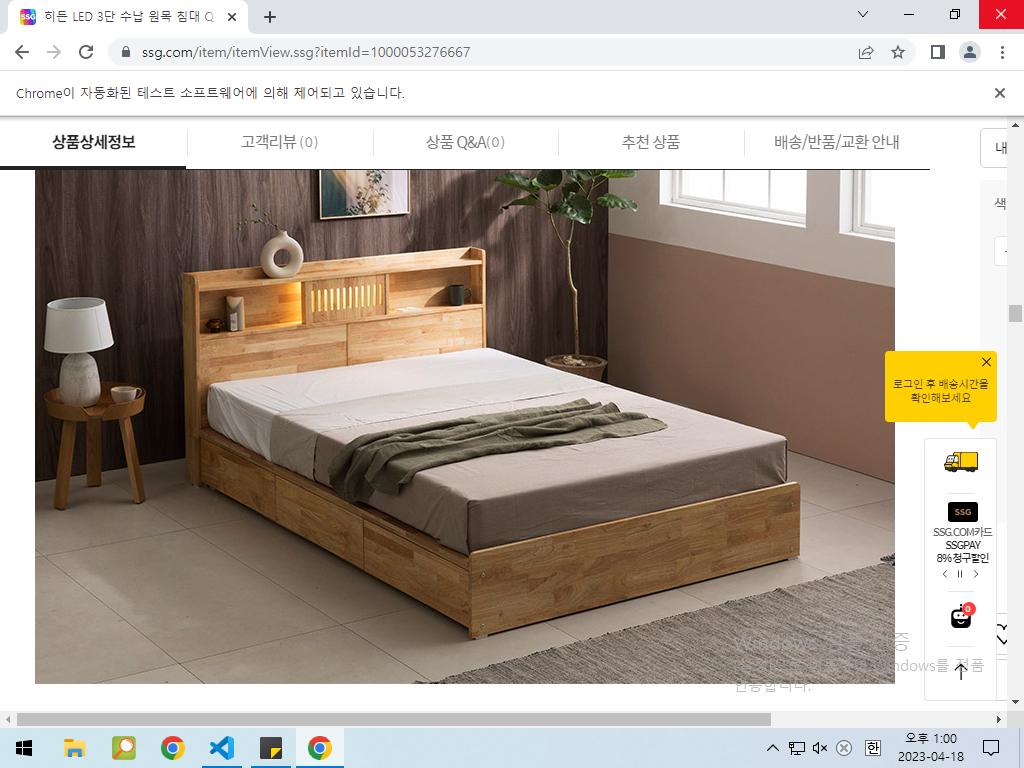 히든 LED 3단 수납 원목 침대 Q
ssg.com/item/itemView.ssg?itemId=1000053276667
Chrome이 자동화된 테스트 소프트웨어에 의해 제어되고 있습니다.
상품상세정보
고객리뷰 (0)
상품 Q&A(0)
추천 상품
배송/반품/교환 안내
내
색
로그인 후 배송시간을
확인해보세요
SSG
SSG.COM카드
SSGPAY
8% 청구할인
0
Windows
Windows를 정품
인증합니다.
한
오후 1:00
2023-04-18